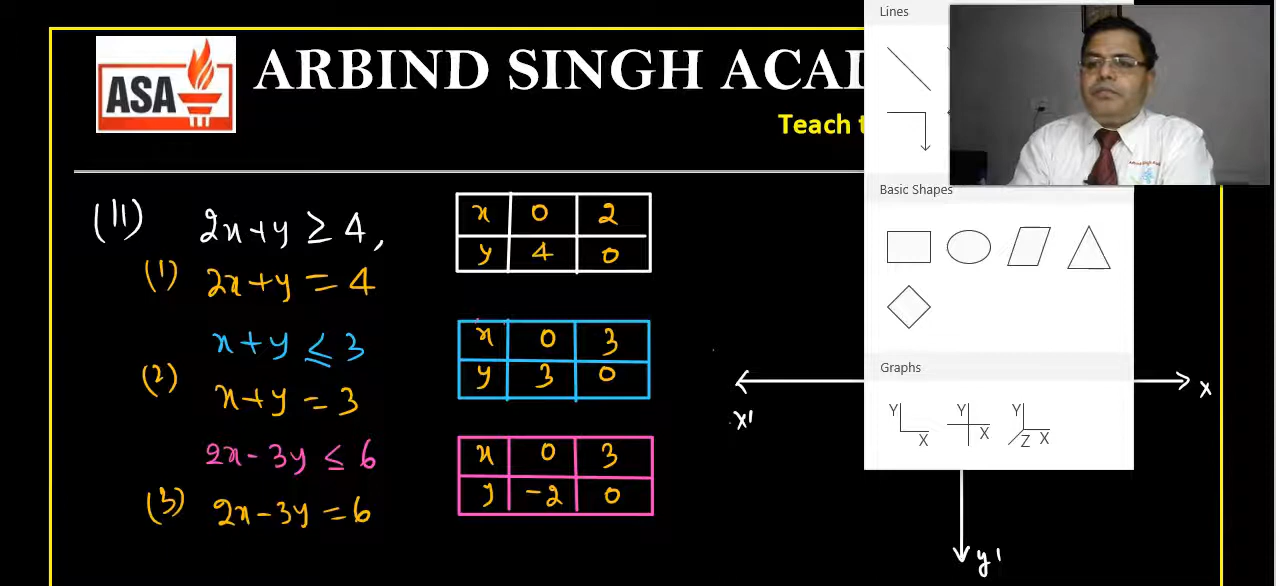 ASA
ARBIND SINGH ACA
Teach
(11)
2x+y ≥ 4,
(1) 2x+y = 4
x+y ≤ 3
(2) x+y = 3
2x-3y ≤ 6
(3) 2x-3y = 6
x 0 2
y 4 0
x 0 3
y 3 0
x 0 3
y -2 0
x'
x
y'
Lines
Basic Shapes
Graphs
Y X
Y X
Y Z X